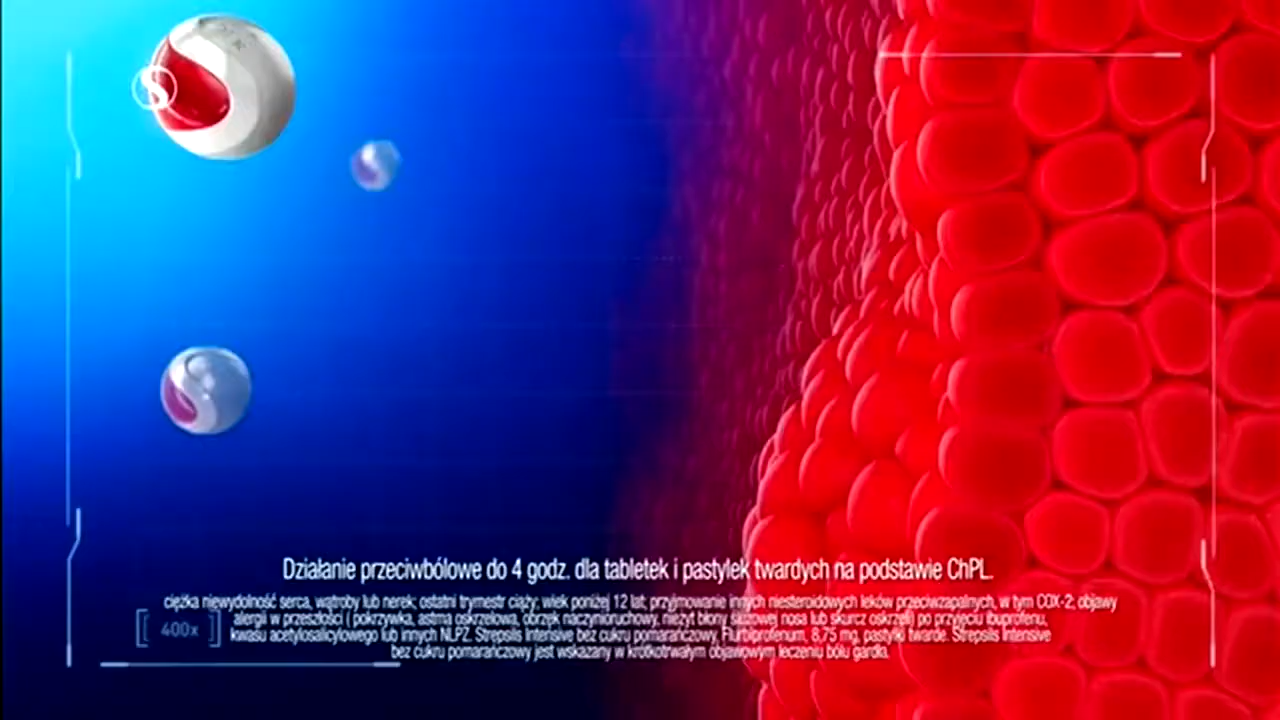 S
Działanie przeciwbólowe do 4 godz. dla tabletek i pastylek twardych na podstawie ChPL.
ciężka niewydolność serca, wątroby lub nerek; ostatni trymestr ciąży; wiek poniżej 12 lat; przyjmowanie innych niesteroidowych leków przeciwzapalnych, w tym COX-2; objawy
alergii w przeszłości ( pokrzywka, astma oskrzelowa, obrzęk naczynioruchowy, nieżyt błony śluzowej nosa lub skurcz oskrzeli) po przyjęciu ibuprofenu,
kwasu acetylosalicylowego lub innych NLPZ. Strepsils Intensive bez cukru pomarańczowy, Flurbiprofenum, 8,75 mg, pastylki twarde. Strepsils Intensive
bez cukru pomarańczowy jest wskazany w krótkotrwałym objawowym leczeniu bólu gardła.
400x